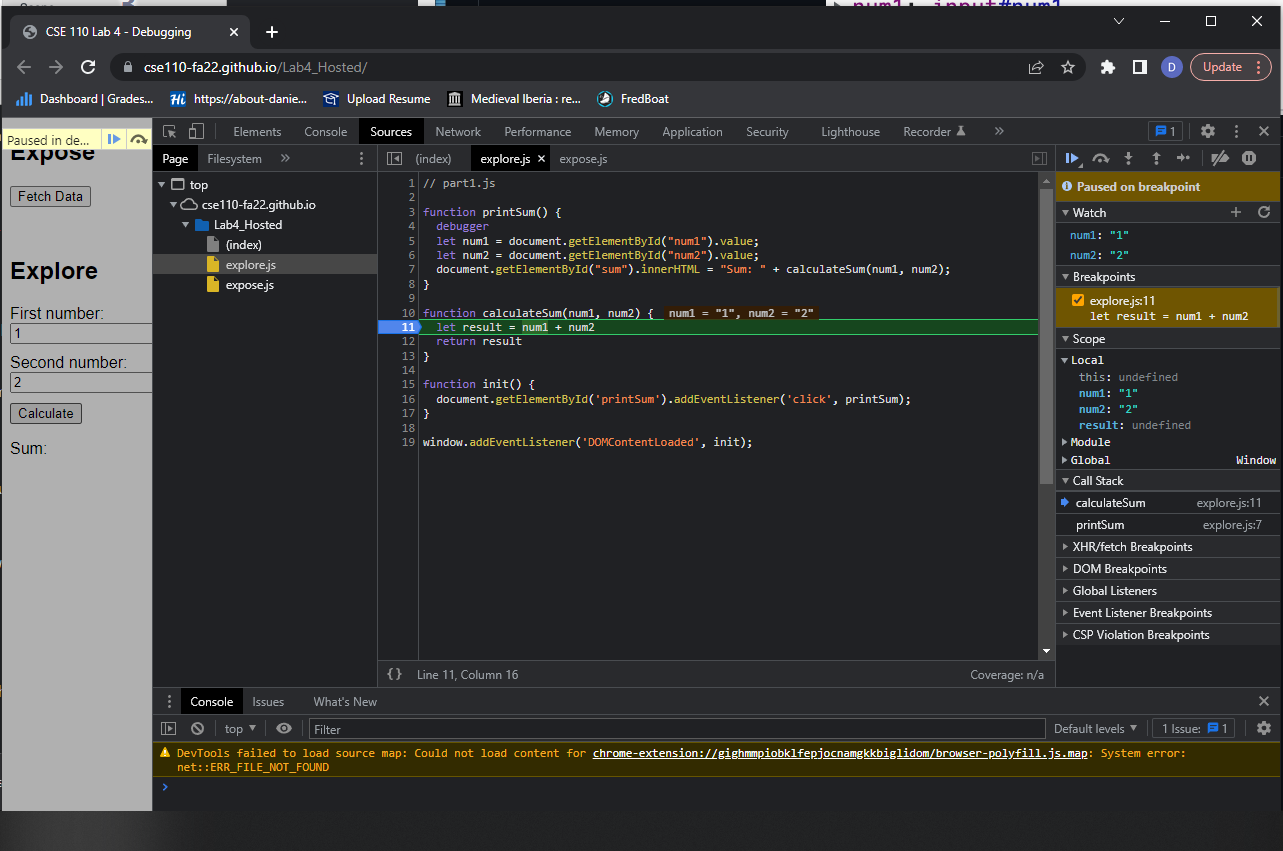 num1: input#num1
CSE 110 Lab 4 - Debugging
cse110-fa22.github.io/Lab4_Hosted/
D
Update
Dashboard | Grades...
Hi
https://about-danie...
Upload Resume
Medieval Iberia : re...
FredBoat
Paused in de...
Expose
Fetch Data
Explore
First number:
1
Second number:
2
Calculate
Sum:
Elements
Console
Sources
Network
Performance
Memory
Application
Security
Lighthouse
Recorder
»
1
Page
Filesystem
»
(index)
explore.js
expose.js
top
cse110-fa22.github.io
Lab4_Hosted
(index)
explore.js
expose.js
1 // part1.js
2
3 function printSum() {
4 debugger
5 let num1 = document.getElementById("num1").value;
6 let num2 = document.getElementById("num2").value;
7 document.getElementById("sum").innerHTML = "Sum: " + calculateSum(num1, num2);
8 }
9
10 function calculateSum(num1, num2) { num1 = "1", num2 = "2"
11 let result = num1 + num2
12 return result
13 }
14
15 function init() {
16 document.getElementById('printSum').addEventListener('click', printSum);
17 }
18
19 window.addEventListener('DOMContentLoaded', init);
{} Line 11, Column 16
Coverage: n/a
Paused on breakpoint
Watch
num1: "1"
num2: "2"
Breakpoints
explore.js:11
let result = num1 + num2
Scope
Local
this: undefined
num1: "1"
num2: "2"
result: undefined
Module
Global Window
Call Stack
calculateSum explore.js:11
printSum explore.js:7
XHR/fetch Breakpoints
DOM Breakpoints
Global Listeners
Event Listener Breakpoints
CSP Violation Breakpoints
Console
Issues
What's New
top
Filter
Default levels
1 Issue: 1
DevTools failed to load source map: Could not load content for chrome-extension://gighmmpiobklfepjocnamgkkbiglidom/browser-polyfill.js.map: System error:
net::ERR_FILE_NOT_FOUND